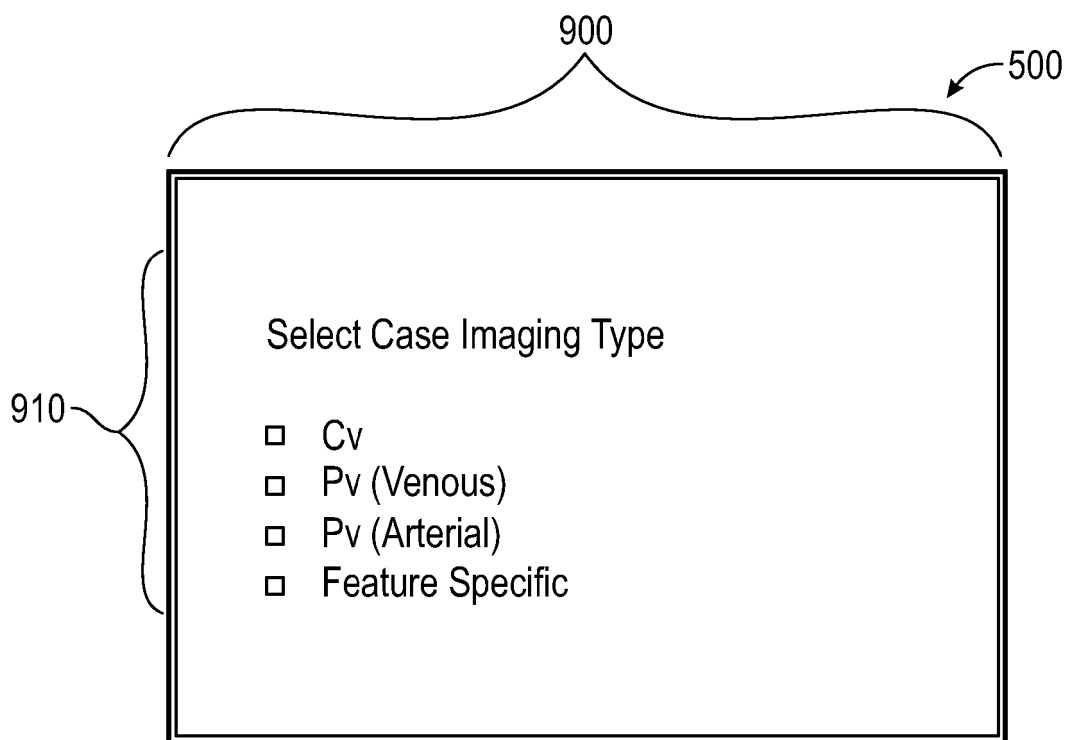 900
500
Select Case Imaging Type
910
Cv
Pv (Venous)
Pv (Arterial)
Feature Specific